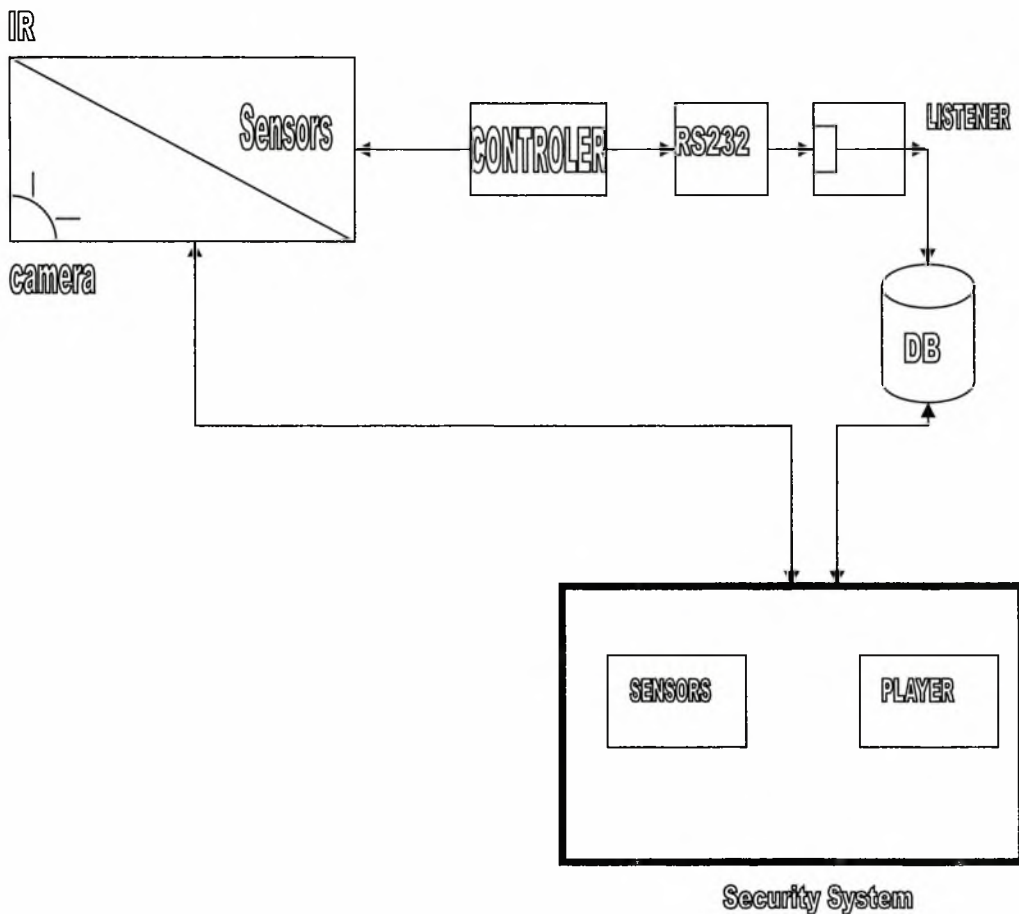 IR
Sensors
CONTROLER
RS232
LISTENER
camera
DB
SENSORS
PLAYER
Security System